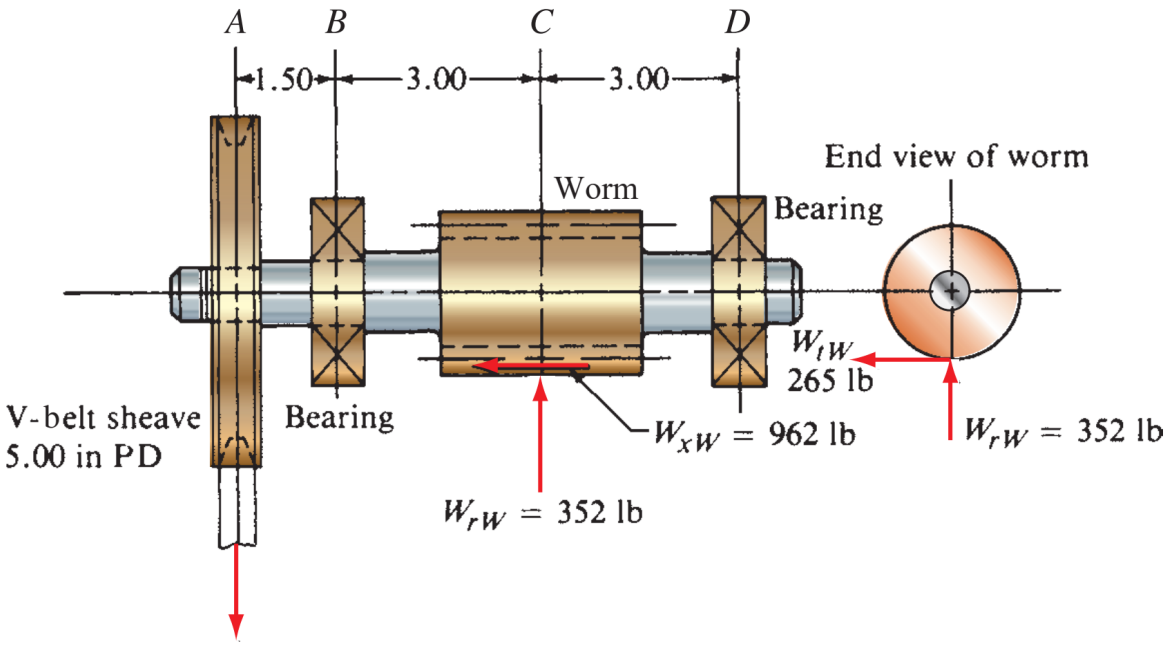 A B C D
1.50 3.00 3.00
End view of worm
Worm
Bearing
W_tW
265 lb
V-belt sheave
5.00 in PD
Bearing
W_xW = 962 lb
W_rW = 352 lb
W_rW = 352 lb